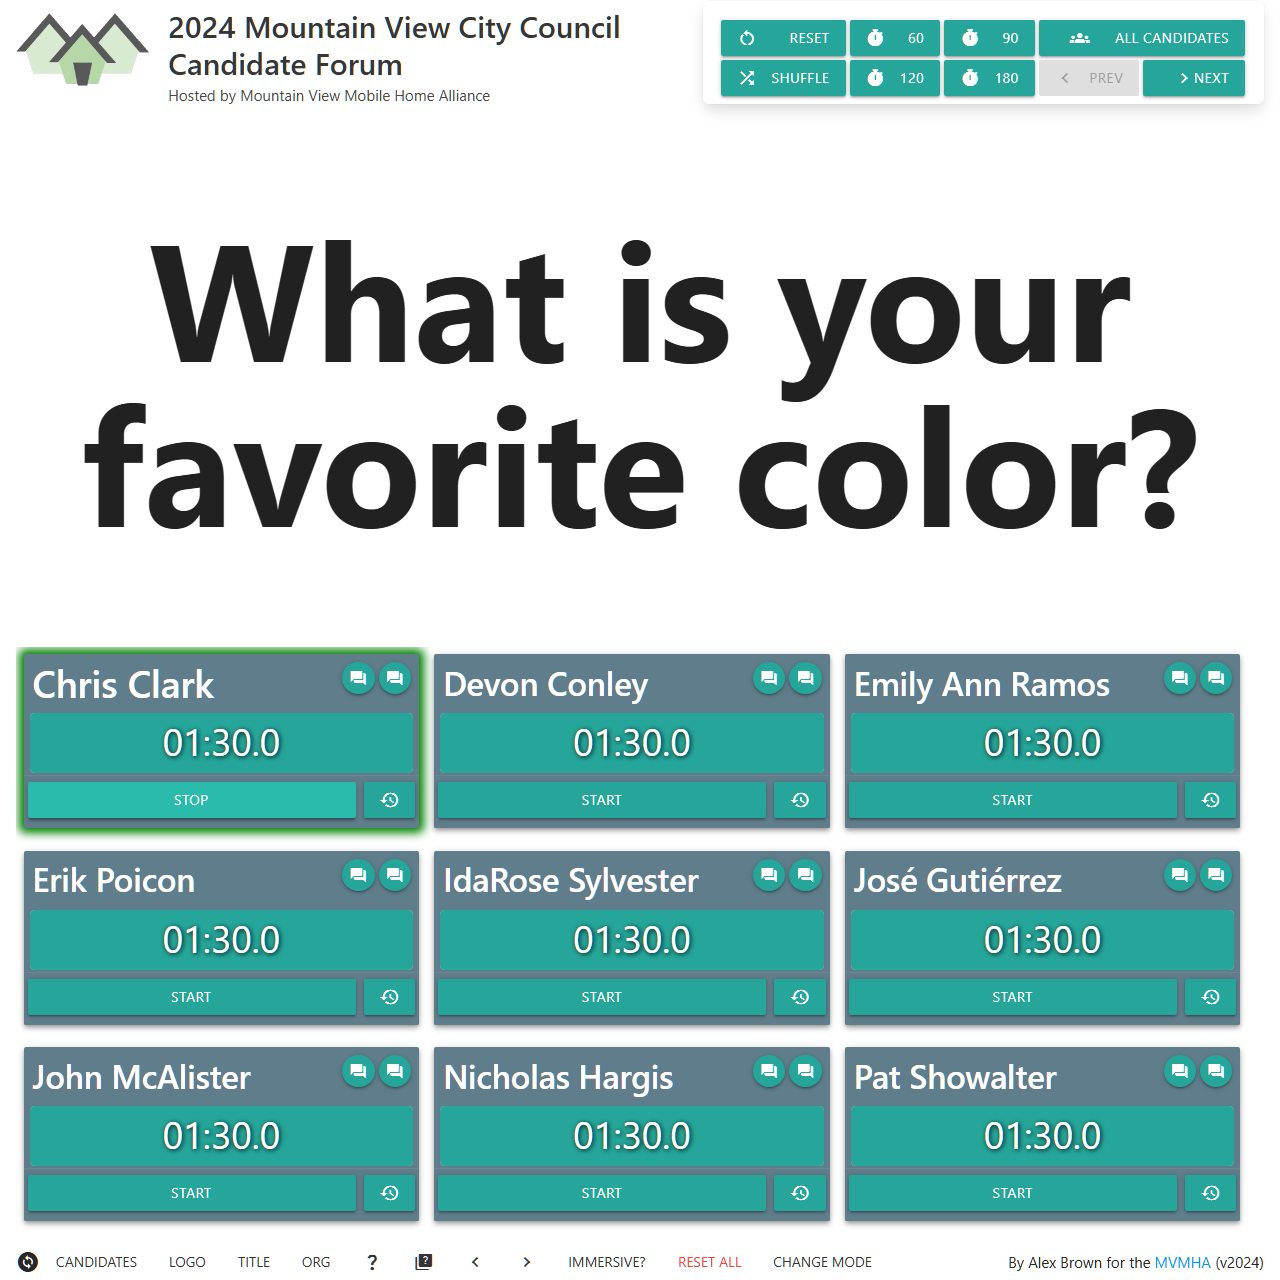 2024 Mountain View City Council
Candidate Forum
Hosted by Mountain View Mobile Home Alliance
RESET 60 90 ALL CANDIDATES
SHUFFLE 120 180 PREV NEXT
What is your
favorite color?
Chris Clark
01:30.0
STOP
Devon Conley
01:30.0
START
Emily Ann Ramos
01:30.0
START
Erik Poicon
01:30.0
START
IdaRose Sylvester
01:30.0
START
José Gutiérrez
01:30.0
START
John McAlister
01:30.0
START
Nicholas Hargis
01:30.0
START
Pat Showalter
01:30.0
START
CANDIDATES LOGO TITLE ORG ? ? < > IMMERSIVE? RESET ALL CHANGE MODE By Alex Brown for the MVMHA (v2024)